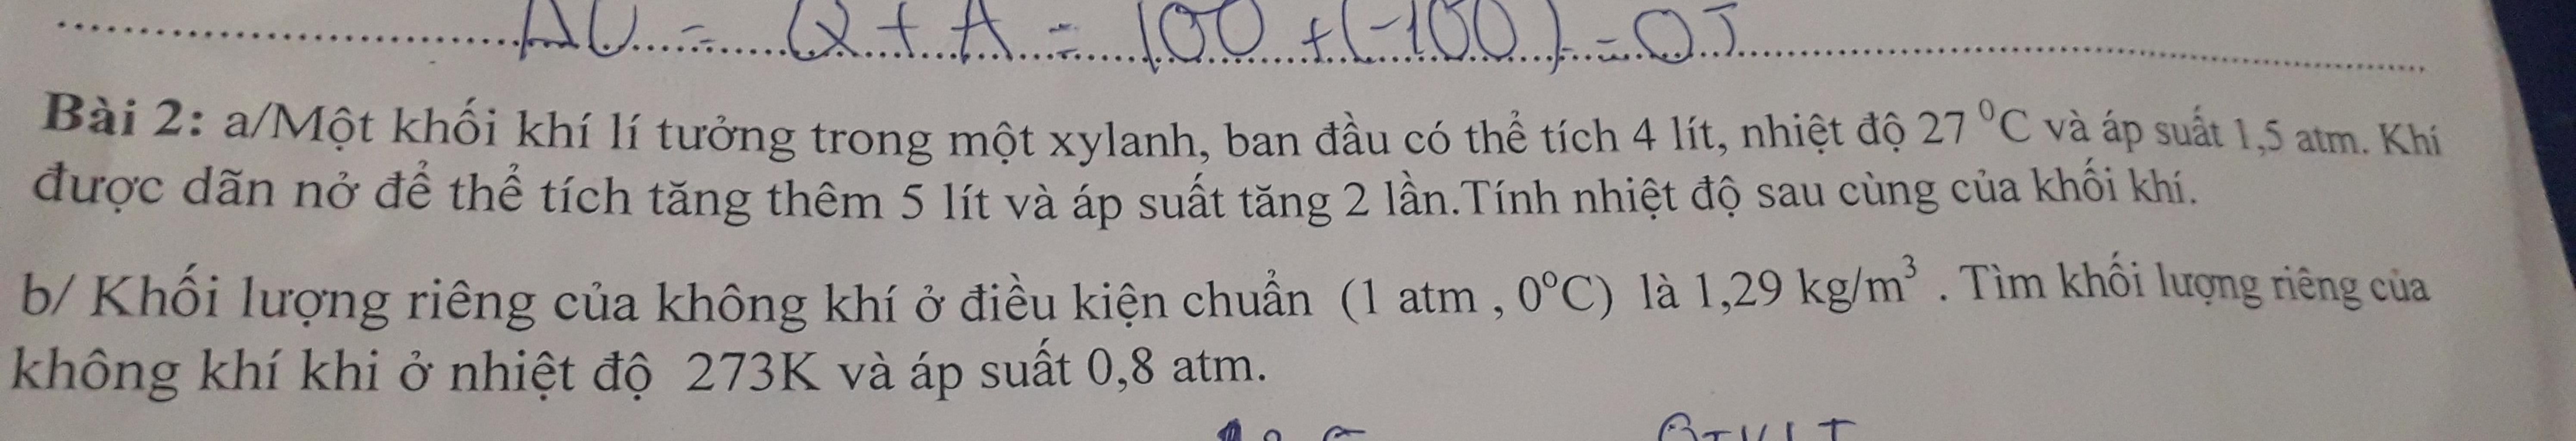 ΔU = Q + A = 100 + (-100) = 0J
Bài 2: a/Một khối khí lí tưởng trong một xylanh, ban đầu có thể tích 4 lít, nhiệt độ 27 ⁰C và áp suất 1,5 atm. Khí
được dãn nở để thể tích tăng thêm 5 lít và áp suất tăng 2 lần.Tính nhiệt độ sau cùng của khối khí.
b/ Khối lượng riêng của không khí ở điều kiện chuẩn (1 atm , 0°C) là 1,29 kg/m³ . Tìm khối lượng riêng của
không khí khi ở nhiệt độ 273K và áp suất 0,8 atm.